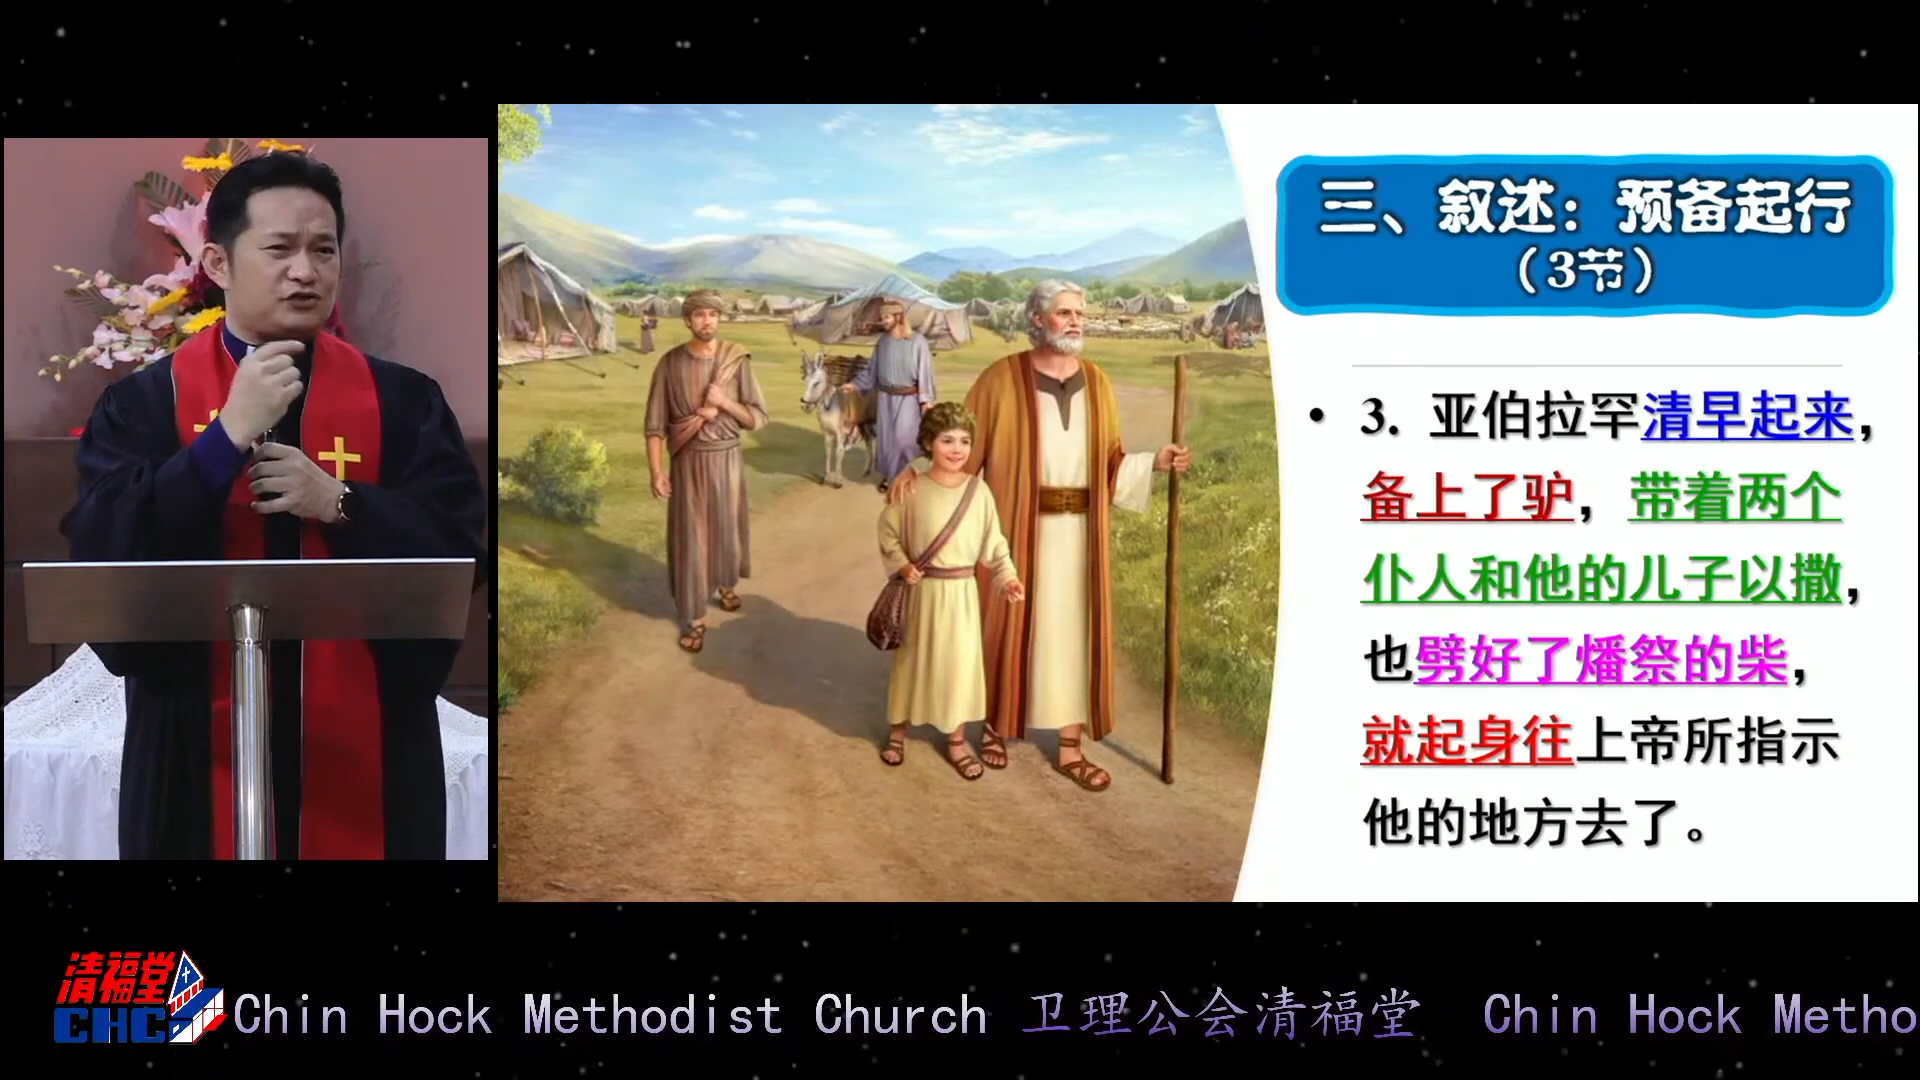 三、叙述：预备起行
（3节）
• 3. 亚伯拉罕清早起来，
备上了驴，带着两个
仆人和他的儿子以撒，
也劈好了燔祭的柴，
就起身往上帝所指示
他的地方去了。
清福堂
CHC
Chin Hock Methodist Church 卫理公会清福堂 Chin Hock Metho